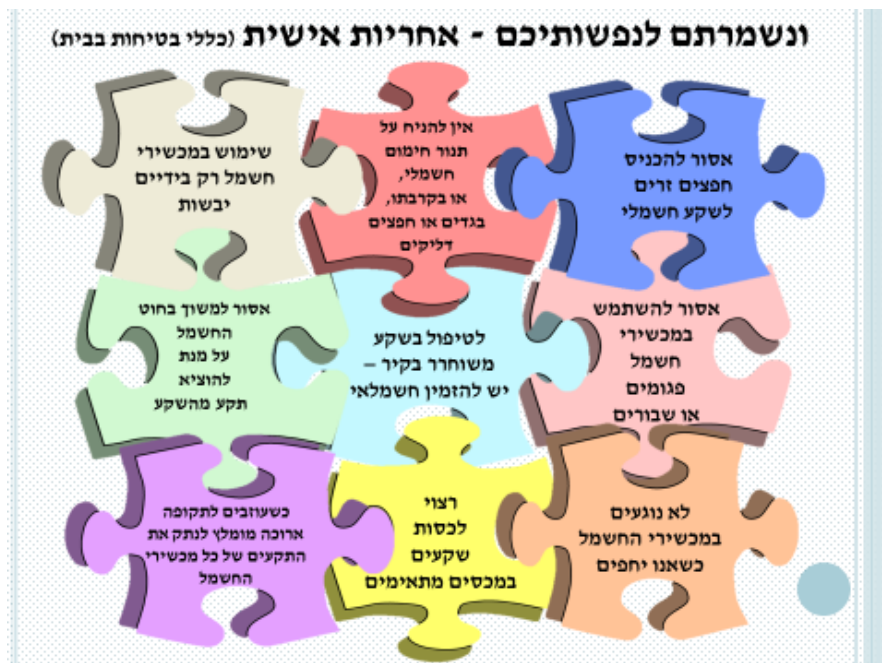 ונשמרתם לנפשותיכם - אחריות אישית (כללי בטיחות בבית)
אסור להכניס
חפצים זרים
לשקע חשמלי
אין להניח על
תנור חימום
חשמלי,
או בקרבתו,
בגדים או חפצים
דליקים
שימוש במכשירי
חשמל רק בידיים
יבשות
אסור להשתמש
במכשירי
חשמל
פגומים
או שבורים
לטיפול בשקע
משוחרר בקיר –
יש להזמין חשמלאי
אסור למשוך בחוט
החשמל
על מנת
להוציא
תקע מהשקע
לא נוגעים
במכשירי החשמל
כשאנו יחפים
רצוי
לכסות
שקעים
במכסים מתאימים
כשעוזבים לתקופה
ארוכה מומלץ לנתק את
התקעים של כל מכשירי
החשמל